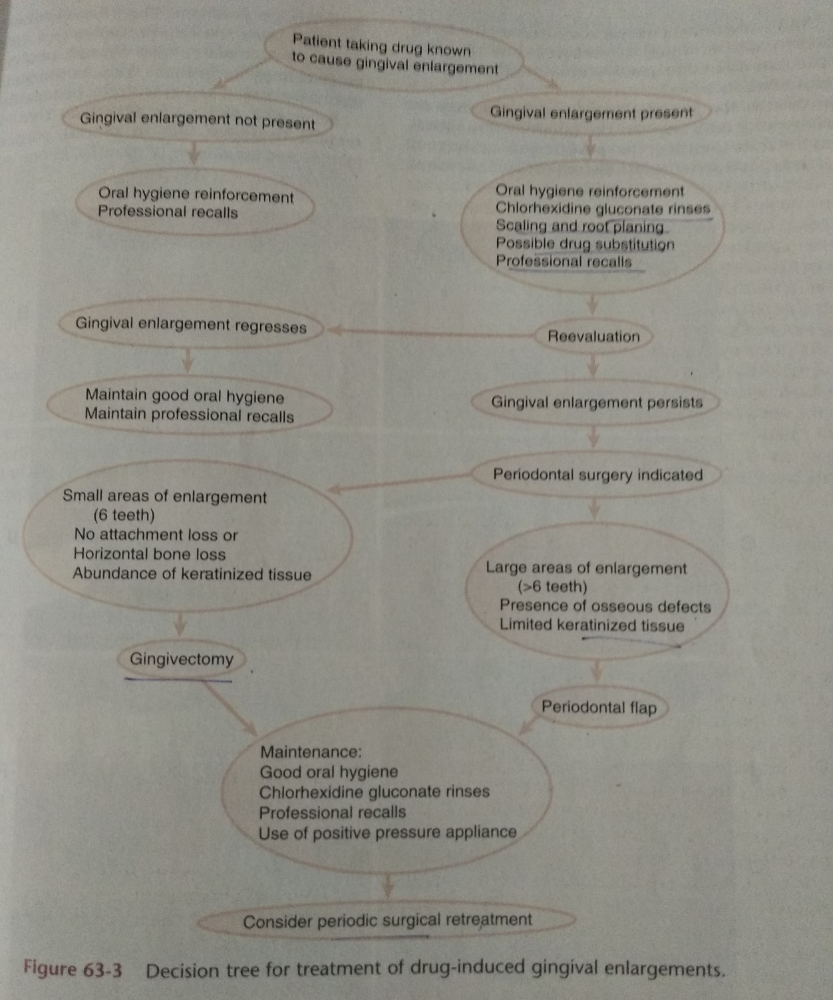 Patient taking drug known
to cause gingival enlargement
Gingival enlargement not present
Gingival enlargement present
Oral hygiene reinforcement
Professional recalls
Oral hygiene reinforcement
Chlorhexidine gluconate rinses
Scaling and root planing
Possible drug substitution
Professional recalls
Gingival enlargement regresses
Reevaluation
Maintain good oral hygiene
Maintain professional recalls
Gingival enlargement persists
Periodontal surgery indicated
Small areas of enlargement
(6 teeth)
No attachment loss or
Horizontal bone loss
Abundance of keratinized tissue
Large areas of enlargement
(>6 teeth)
Presence of osseous defects
Limited keratinized tissue
Gingivectomy
Periodontal flap
Maintenance:
Good oral hygiene
Chlorhexidine gluconate rinses
Professional recalls
Use of positive pressure appliance
Consider periodic surgical retreatment
Figure 63-3 Decision tree for treatment of drug-induced gingival enlargements.